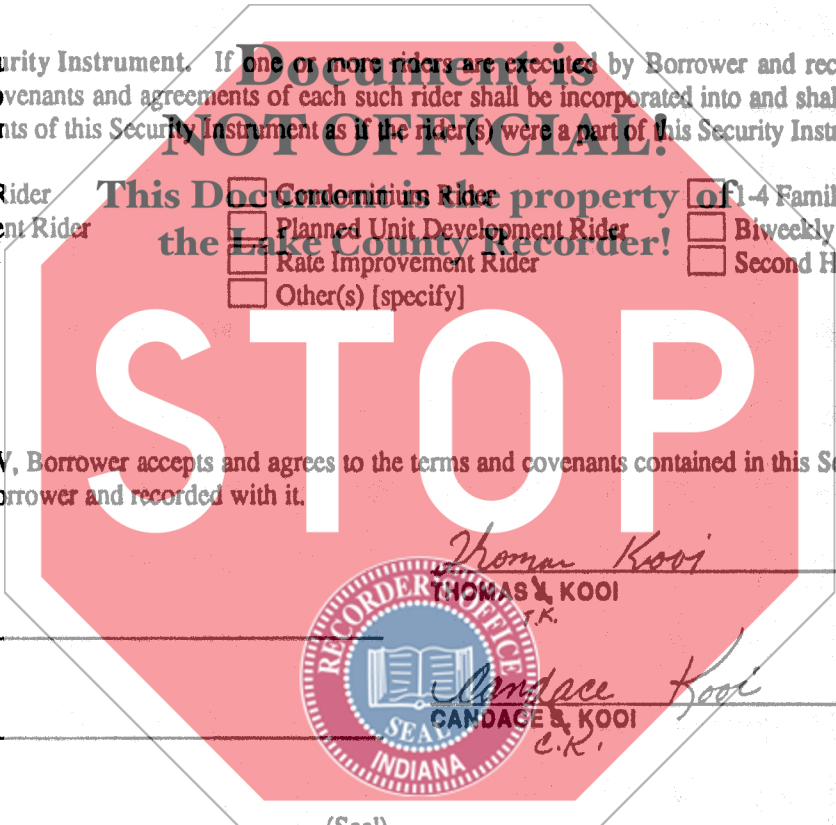 urity Instrument. If one or more riders are executed by Borrower and rec
Document is
venants and agreements of each such rider shall be incorporated into and shal
nts of this Security Instrument as if the rider(s) were a part of this Security Inst
NOT OFFICIAL!
Rider Condominium Rider 1-4 Famil
This Document is the property of
ent Rider Planned Unit Development Rider Biweekly
the Lake County Recorder!
Rate Improvement Rider Second H
Other(s) [specify]
STOP
, Borrower accepts and agrees to the terms and covenants contained in this Se
orrower and recorded with it.
Thomas Kooi
THOMAS J. KOOI
T.K.
RECORDER'S OFFICE
SEAL
INDIANA
Candace Kooi
CANDACE S. KOOI
C.K.
(Seal)